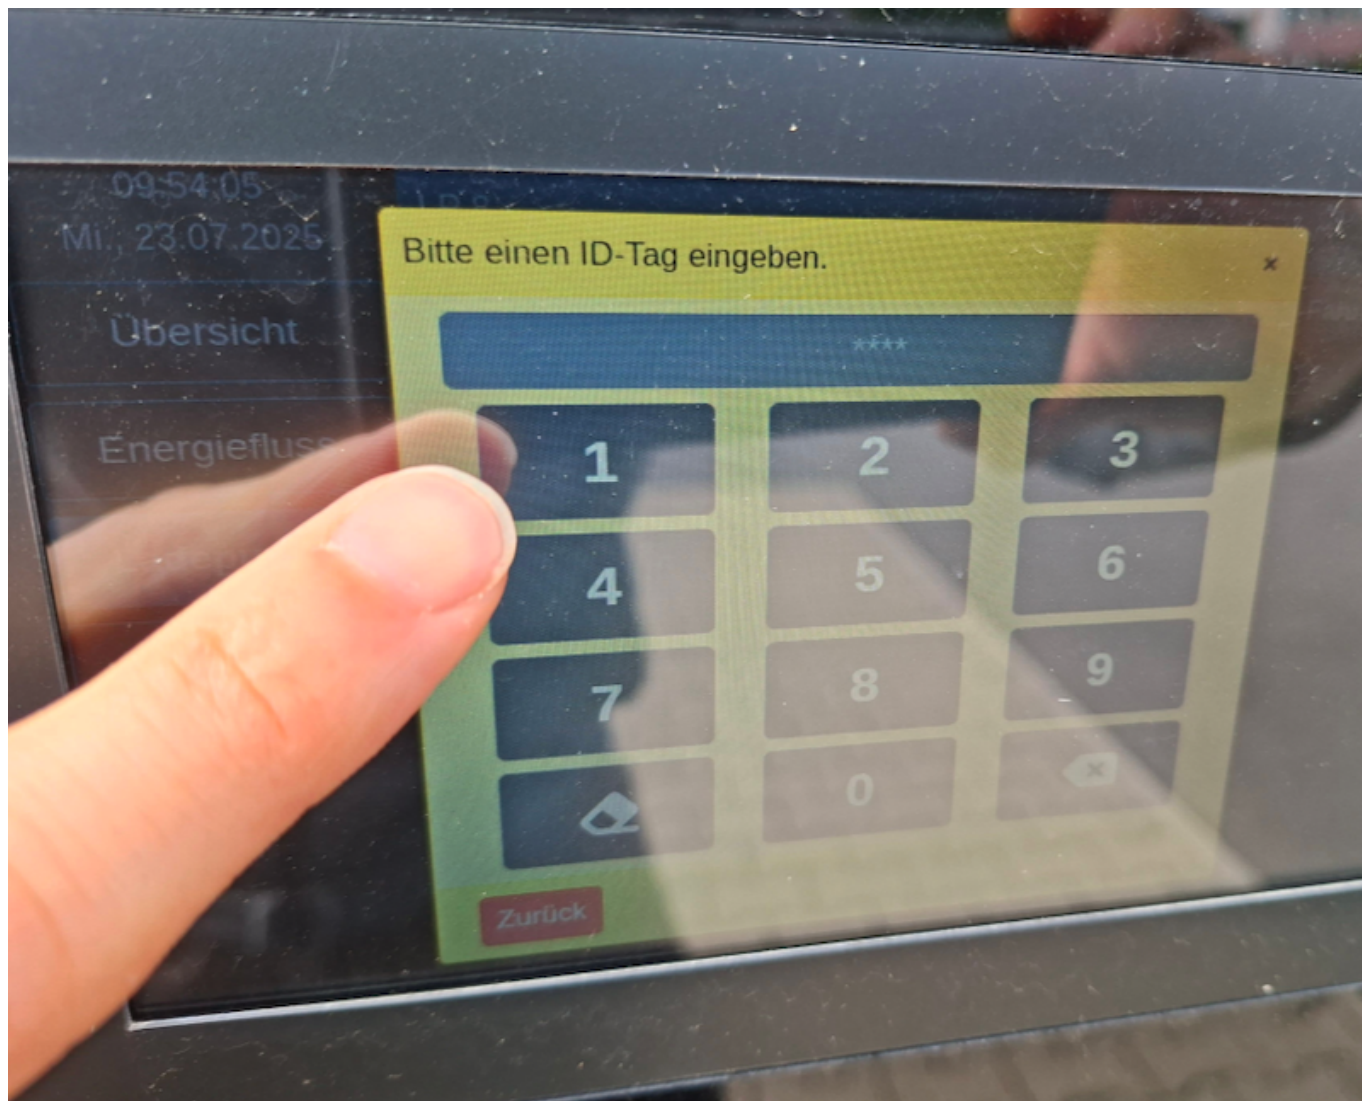 09:54:05
Mi., 23.07.2025
Übersicht
Energiefluss
Bitte einen ID-Tag eingeben.
×
****
1 2 3
4 5 6
7 8 9
0
Zurück